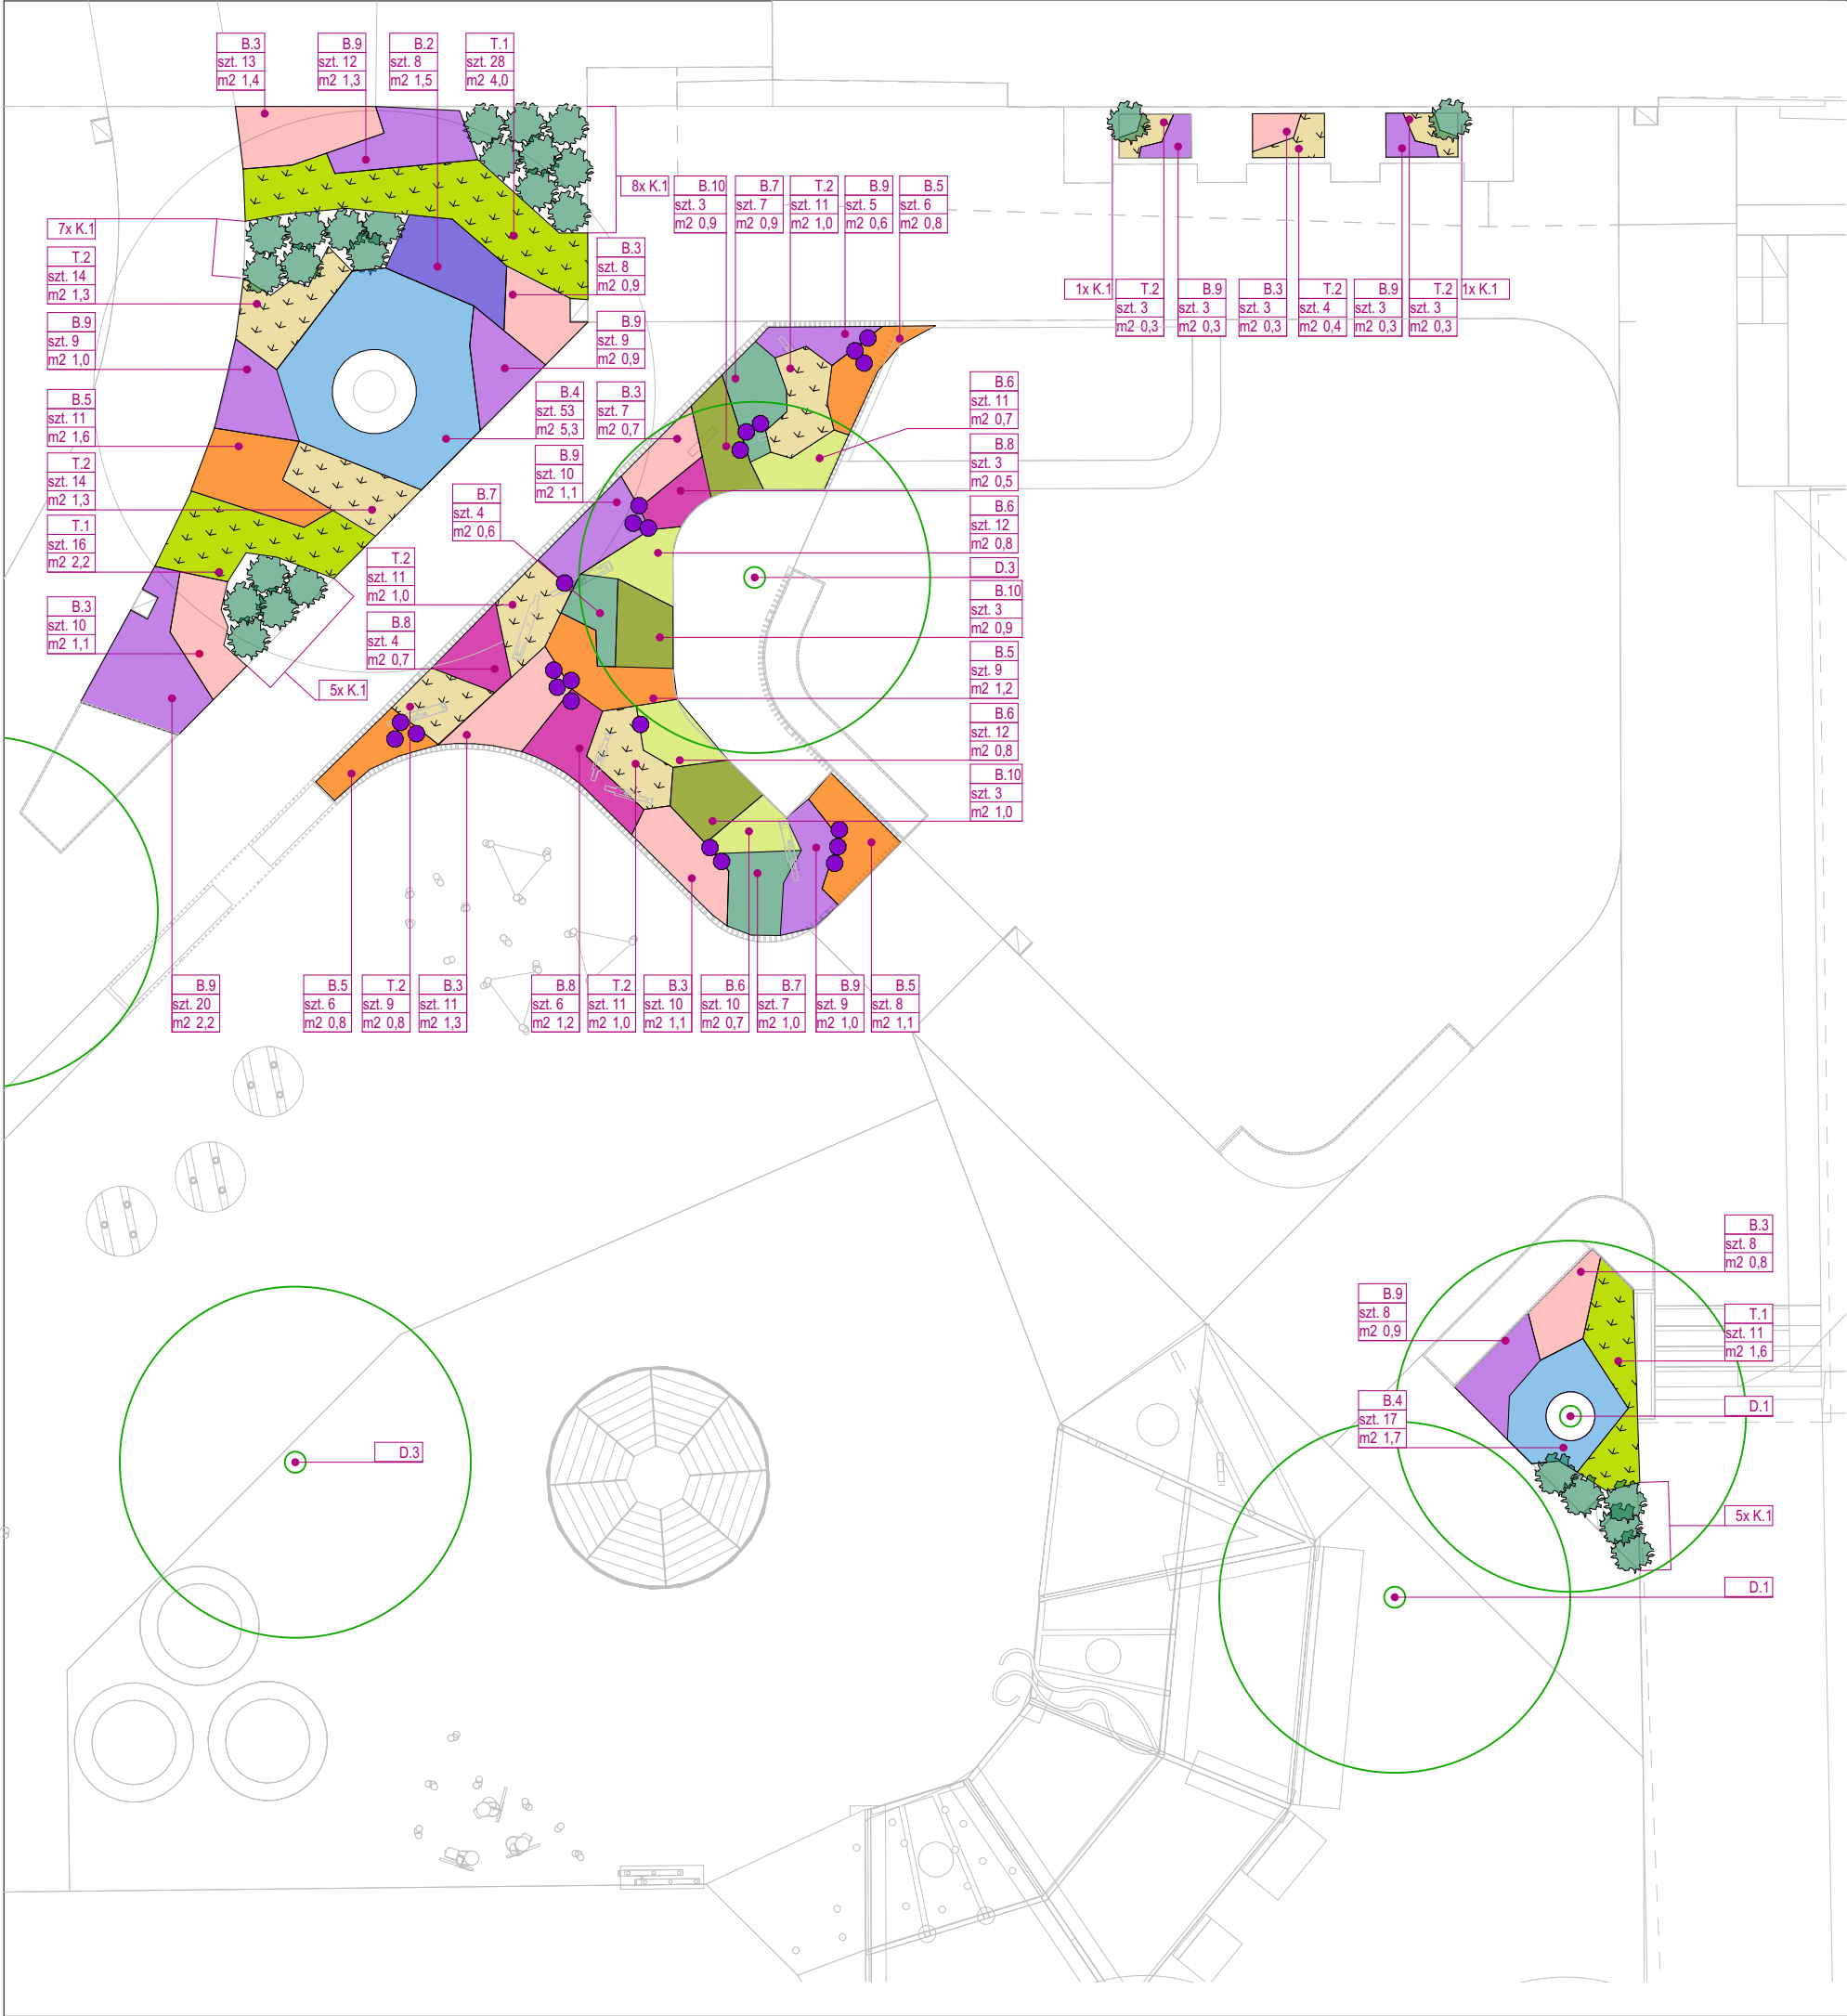 B.3
szt. 13
m2 1,4
B.9
szt. 12
m2 1,3
B.2
szt. 8
m2 1,5
T.1
szt. 28
m2 4,0
8x K.1
B.10
szt. 3
m2 0,9
B.7
szt. 7
m2 0,9
T.2
szt. 11
m2 1,0
B.9
szt. 5
m2 0,6
B.5
szt. 6
m2 0,8
7x K.1
T.2
szt. 14
m2 1,3
B.9
szt. 9
m2 1,0
B.5
szt. 11
m2 1,6
T.2
szt. 14
m2 1,3
T.1
szt. 16
m2 2,2
B.3
szt. 10
m2 1,1
B.3
szt. 8
m2 0,9
B.9
szt. 9
m2 0,9
B.4
szt. 53
m2 5,3
B.3
szt. 7
m2 0,7
B.9
szt. 10
m2 1,1
B.7
szt. 4
m2 0,6
T.2
szt. 11
m2 1,0
B.8
szt. 4
m2 0,7
5x K.1
1x K.1
T.2
szt. 3
m2 0,3
B.9
szt. 3
m2 0,3
B.3
szt. 3
m2 0,3
T.2
szt. 4
m2 0,4
B.9
szt. 3
m2 0,3
T.2
szt. 3
m2 0,3
1x K.1
B.6
szt. 11
m2 0,7
B.8
szt. 3
m2 0,5
B.6
szt. 12
m2 0,8
D.3
B.10
szt. 3
m2 0,9
B.5
szt. 9
m2 1,2
B.6
szt. 12
m2 0,8
B.10
szt. 3
m2 1,0
B.9
szt. 20
m2 2,2
B.5
szt. 6
m2 0,8
T.2
szt. 9
m2 0,8
B.3
szt. 11
m2 1,3
B.8
szt. 6
m2 1,2
T.2
szt. 11
m2 1,0
B.3
szt. 10
m2 1,1
B.6
szt. 10
m2 0,7
B.7
szt. 7
m2 1,0
B.9
szt. 9
m2 1,0
B.5
szt. 8
m2 1,1
B.3
szt. 8
m2 0,8
B.9
szt. 8
m2 0,9
T.1
szt. 11
m2 1,6
B.4
szt. 17
m2 1,7
D.1
D.3
5x K.1
D.1